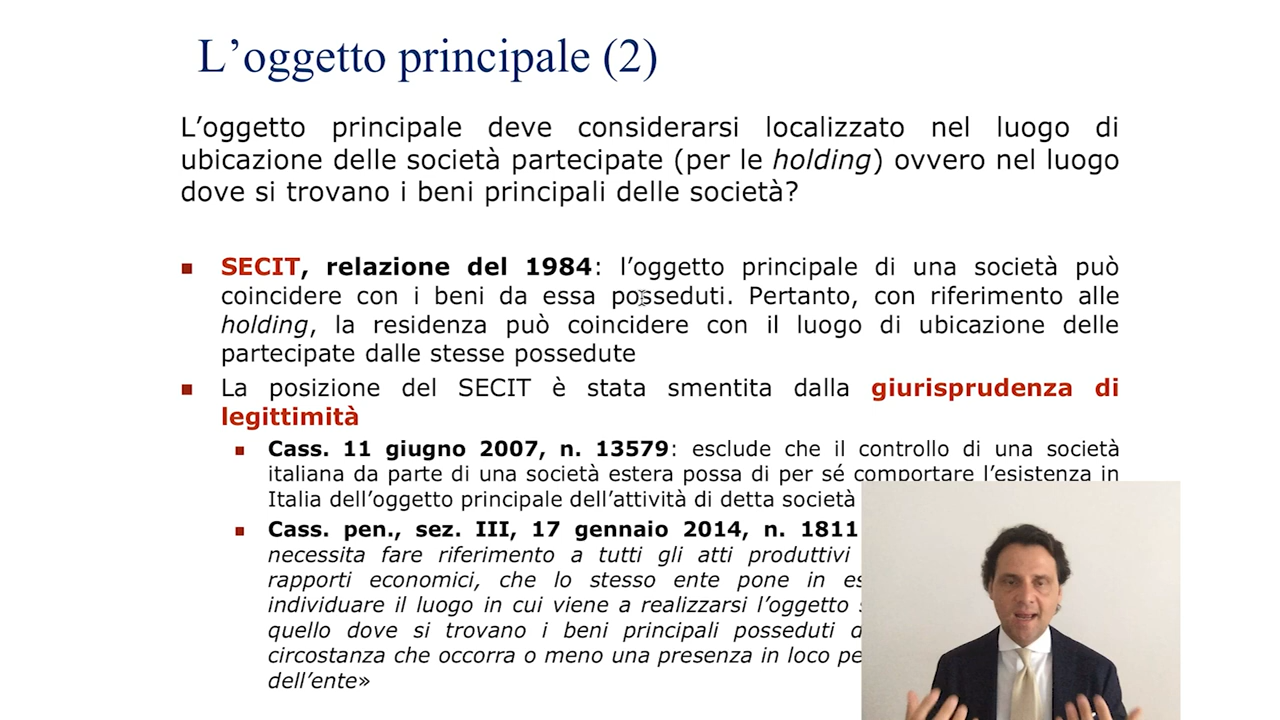 L’oggetto principale (2)
L’oggetto principale deve considerarsi localizzato nel luogo di
ubicazione delle società partecipate (per le holding) ovvero nel luogo
dove si trovano i beni principali delle società?
SECIT, relazione del 1984: l’oggetto principale di una società può
coincidere con i beni da essa posseduti. Pertanto, con riferimento alle
holding, la residenza può coincidere con il luogo di ubicazione delle
partecipate dalle stesse possedute
La posizione del SECIT è stata smentita dalla giurisprudenza di
legittimità
Cass. 11 giugno 2007, n. 13579: esclude che il controllo di una società
italiana da parte di una società estera possa di per sé comportare l’esistenza in
Italia dell’oggetto principale dell’attività di detta società
Cass. pen., sez. III, 17 gennaio 2014, n. 1811
necessita fare riferimento a tutti gli atti produttivi
rapporti economici, che lo stesso ente pone in
individuare il luogo in cui viene a realizzarsi l’oggetto
quello dove si trovano i beni principali posseduti
circostanza che occorra o meno una presenza in loco
dell’ente»